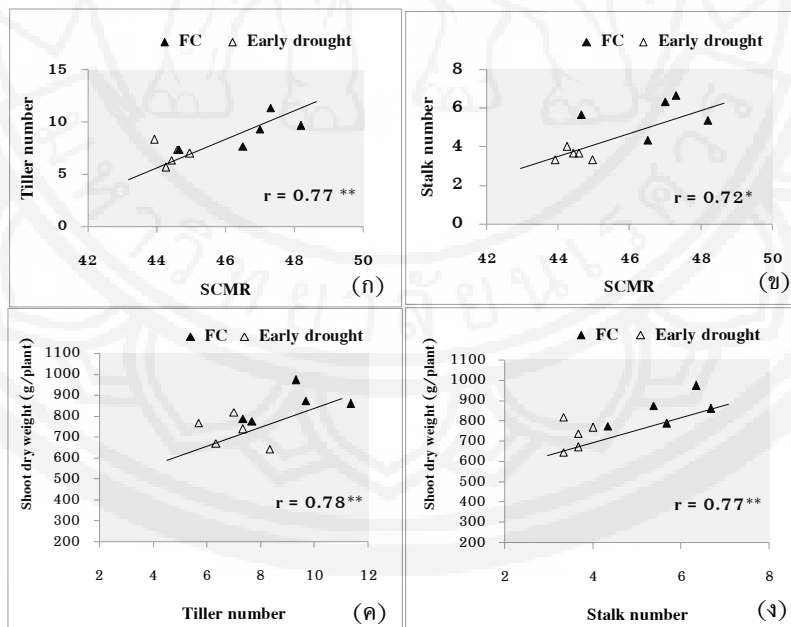 ▲ FC △ Early drought
15
10
5
0
Tiller number
r = 0.77 **
42 44 46 48 50
SCMR
(ก)
▲ FC △ Early drought
8
6
4
2
0
Stalk number
r = 0.72*
42 44 46 48 50
SCMR
(ข)
▲ FC △ Early drought
1100
1000
900
800
700
600
500
400
300
200
Shoot dry weight (g/plant)
r = 0.78**
2 4 6 8 10 12
Tiller number
(ค)
▲ FC △ Early drought
1100
1000
900
800
700
600
500
400
300
200
Shoot dry weight (g/plant)
r = 0.77**
2 4 6 8
Stalk number
(ง)